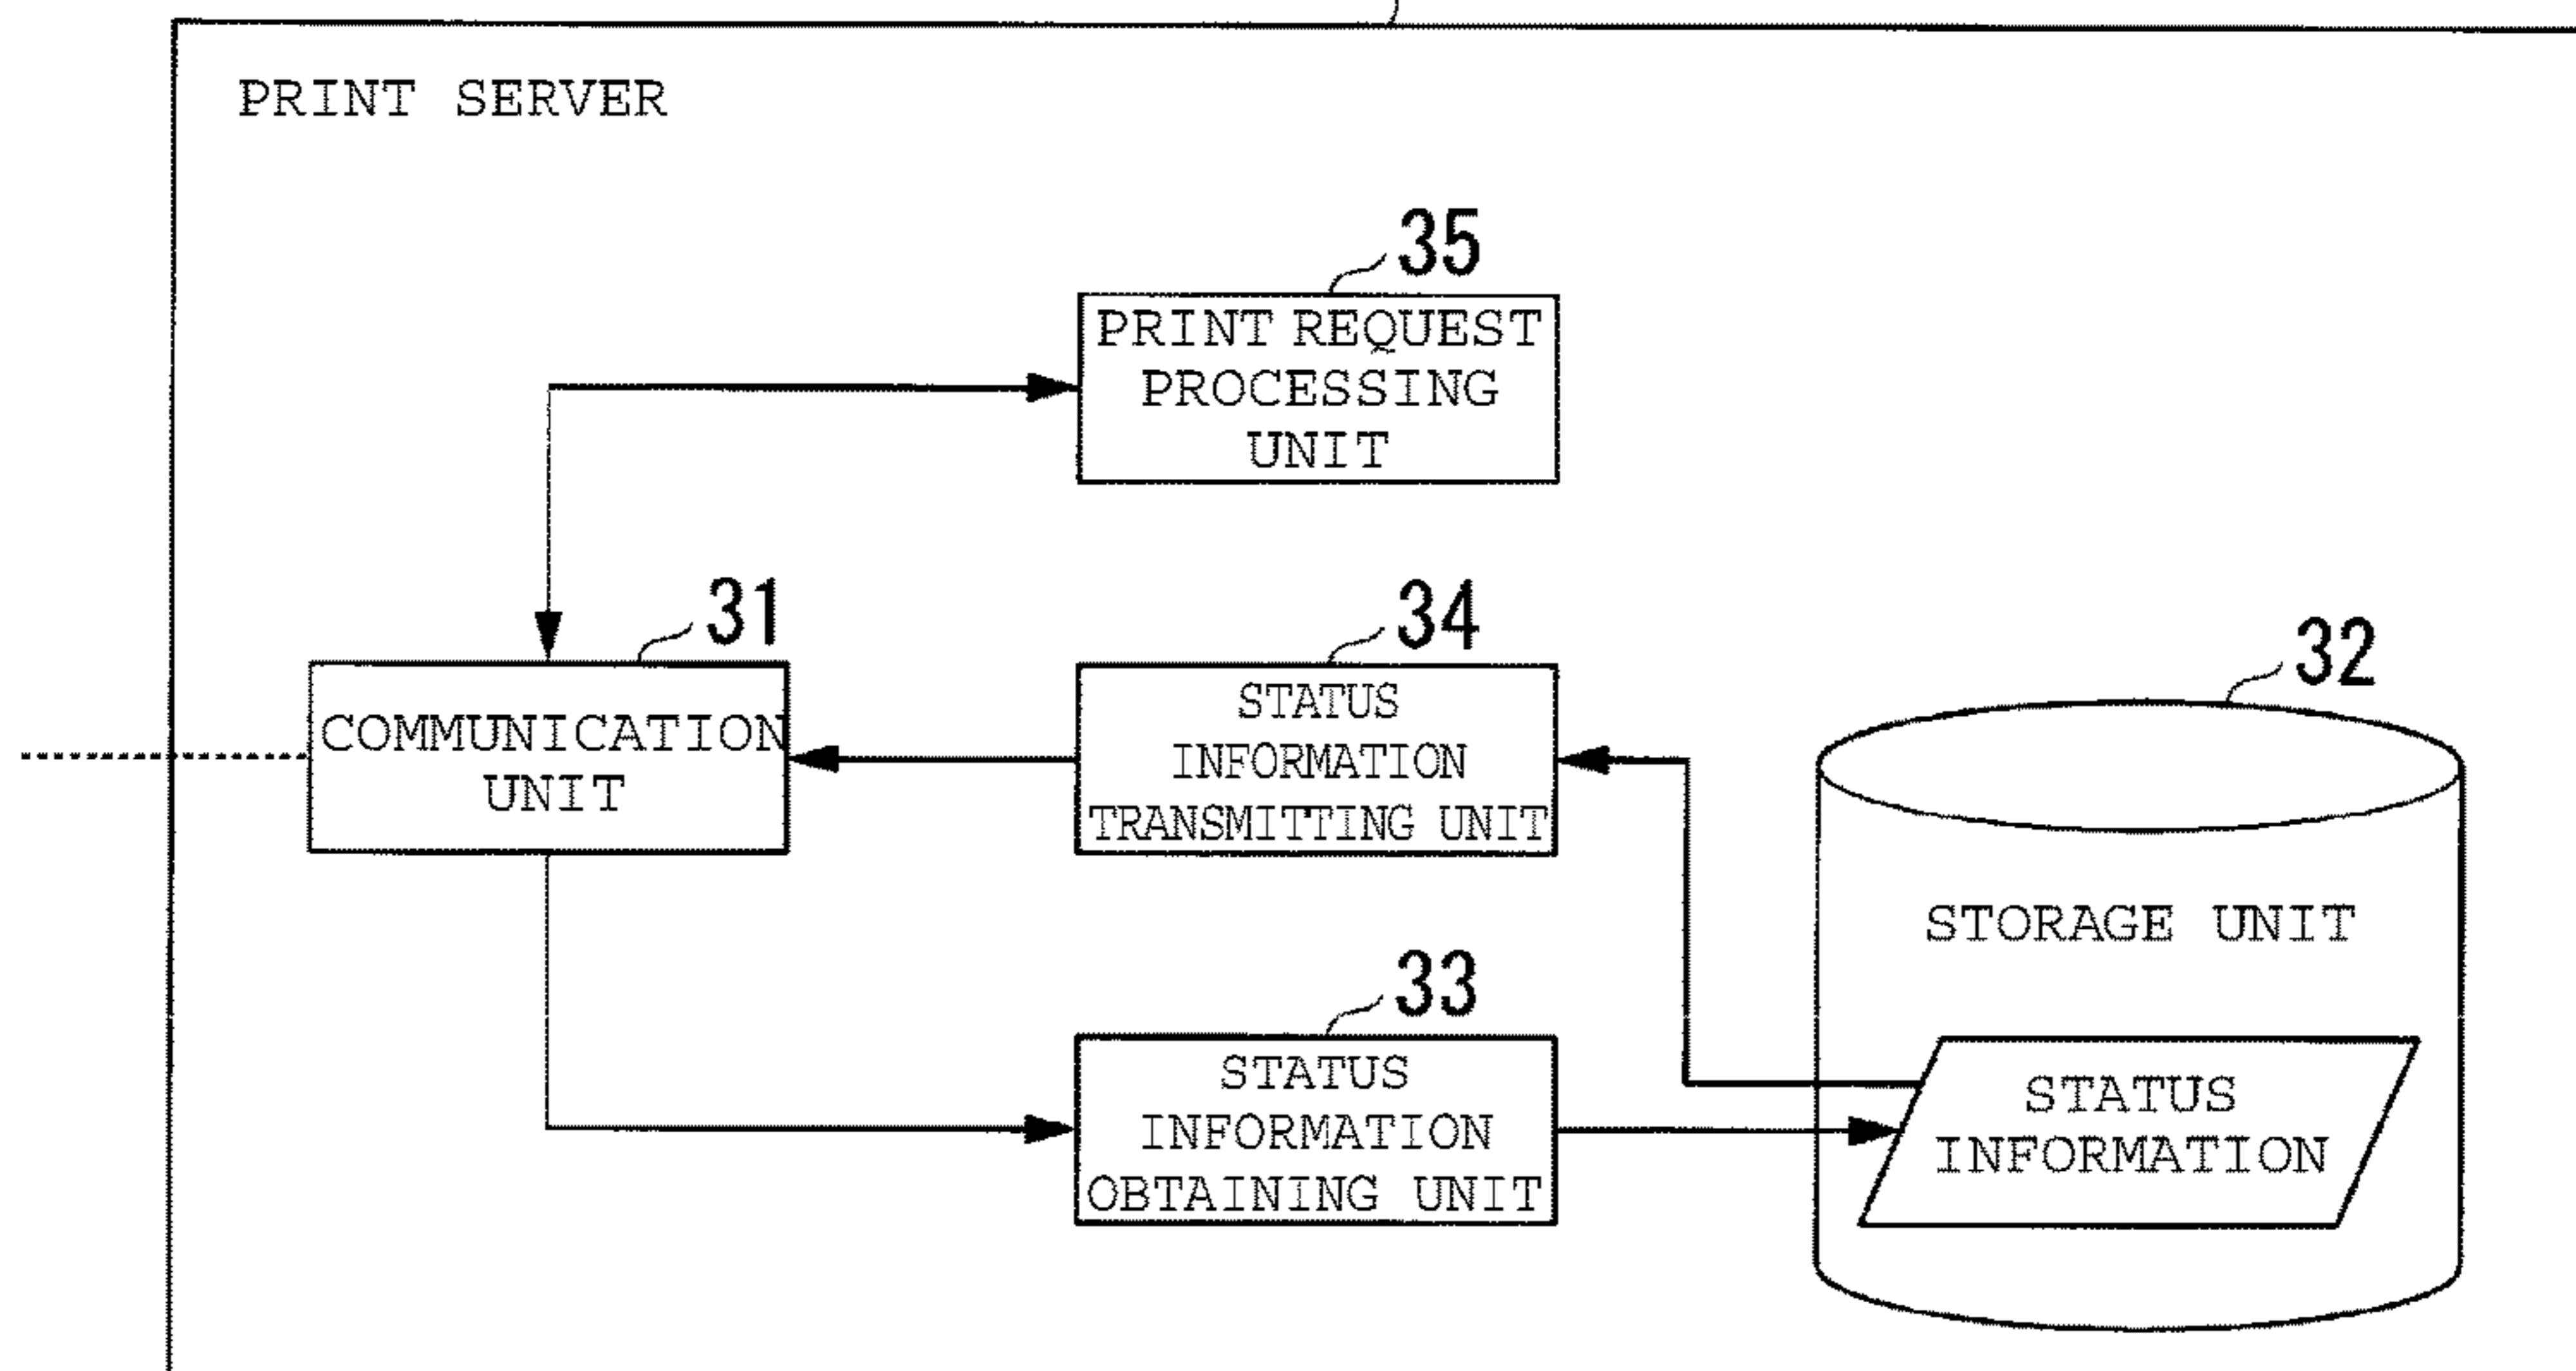 PRINT SERVER
35
PRINT REQUEST
PROCESSING
UNIT
31
COMMUNICATION
UNIT
34
STATUS
INFORMATION
TRANSMITTING UNIT
32
STORAGE UNIT
33
STATUS
INFORMATION
OBTAINING UNIT
STATUS
INFORMATION